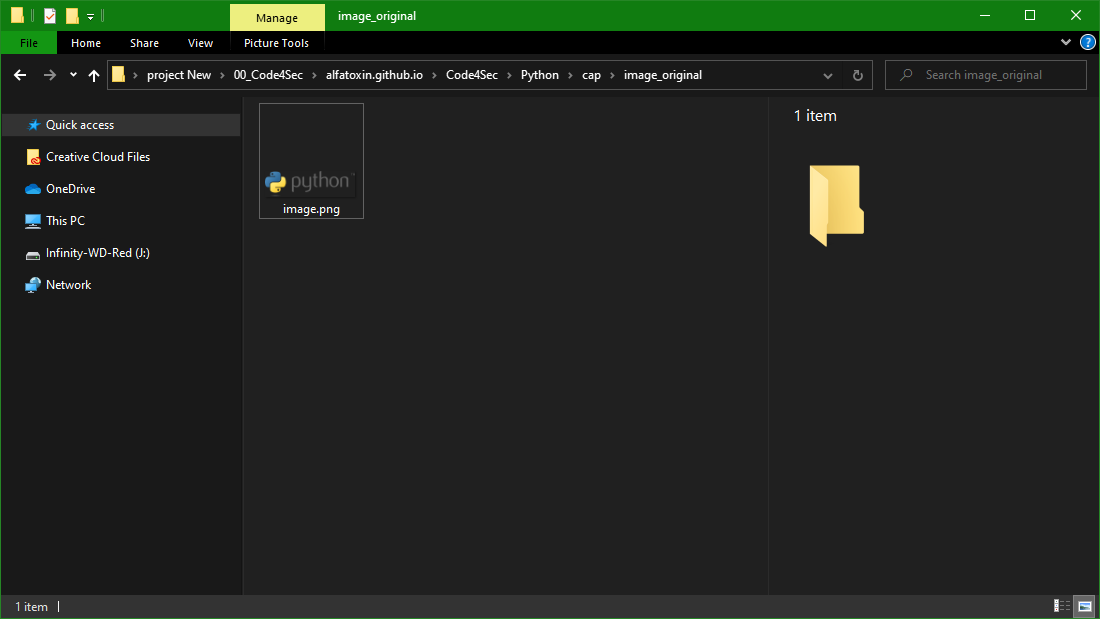 Manage
image_original
File
Home
Share
View
Picture Tools
?
project New
00_Code4Sec
alfatoxin.github.io
Code4Sec
Python
cap
image_original
Search image_original
Quick access
Creative Cloud Files
OneDrive
This PC
Infinity-WD-Red (J:)
Network
python™
image.png
1 item
1 item